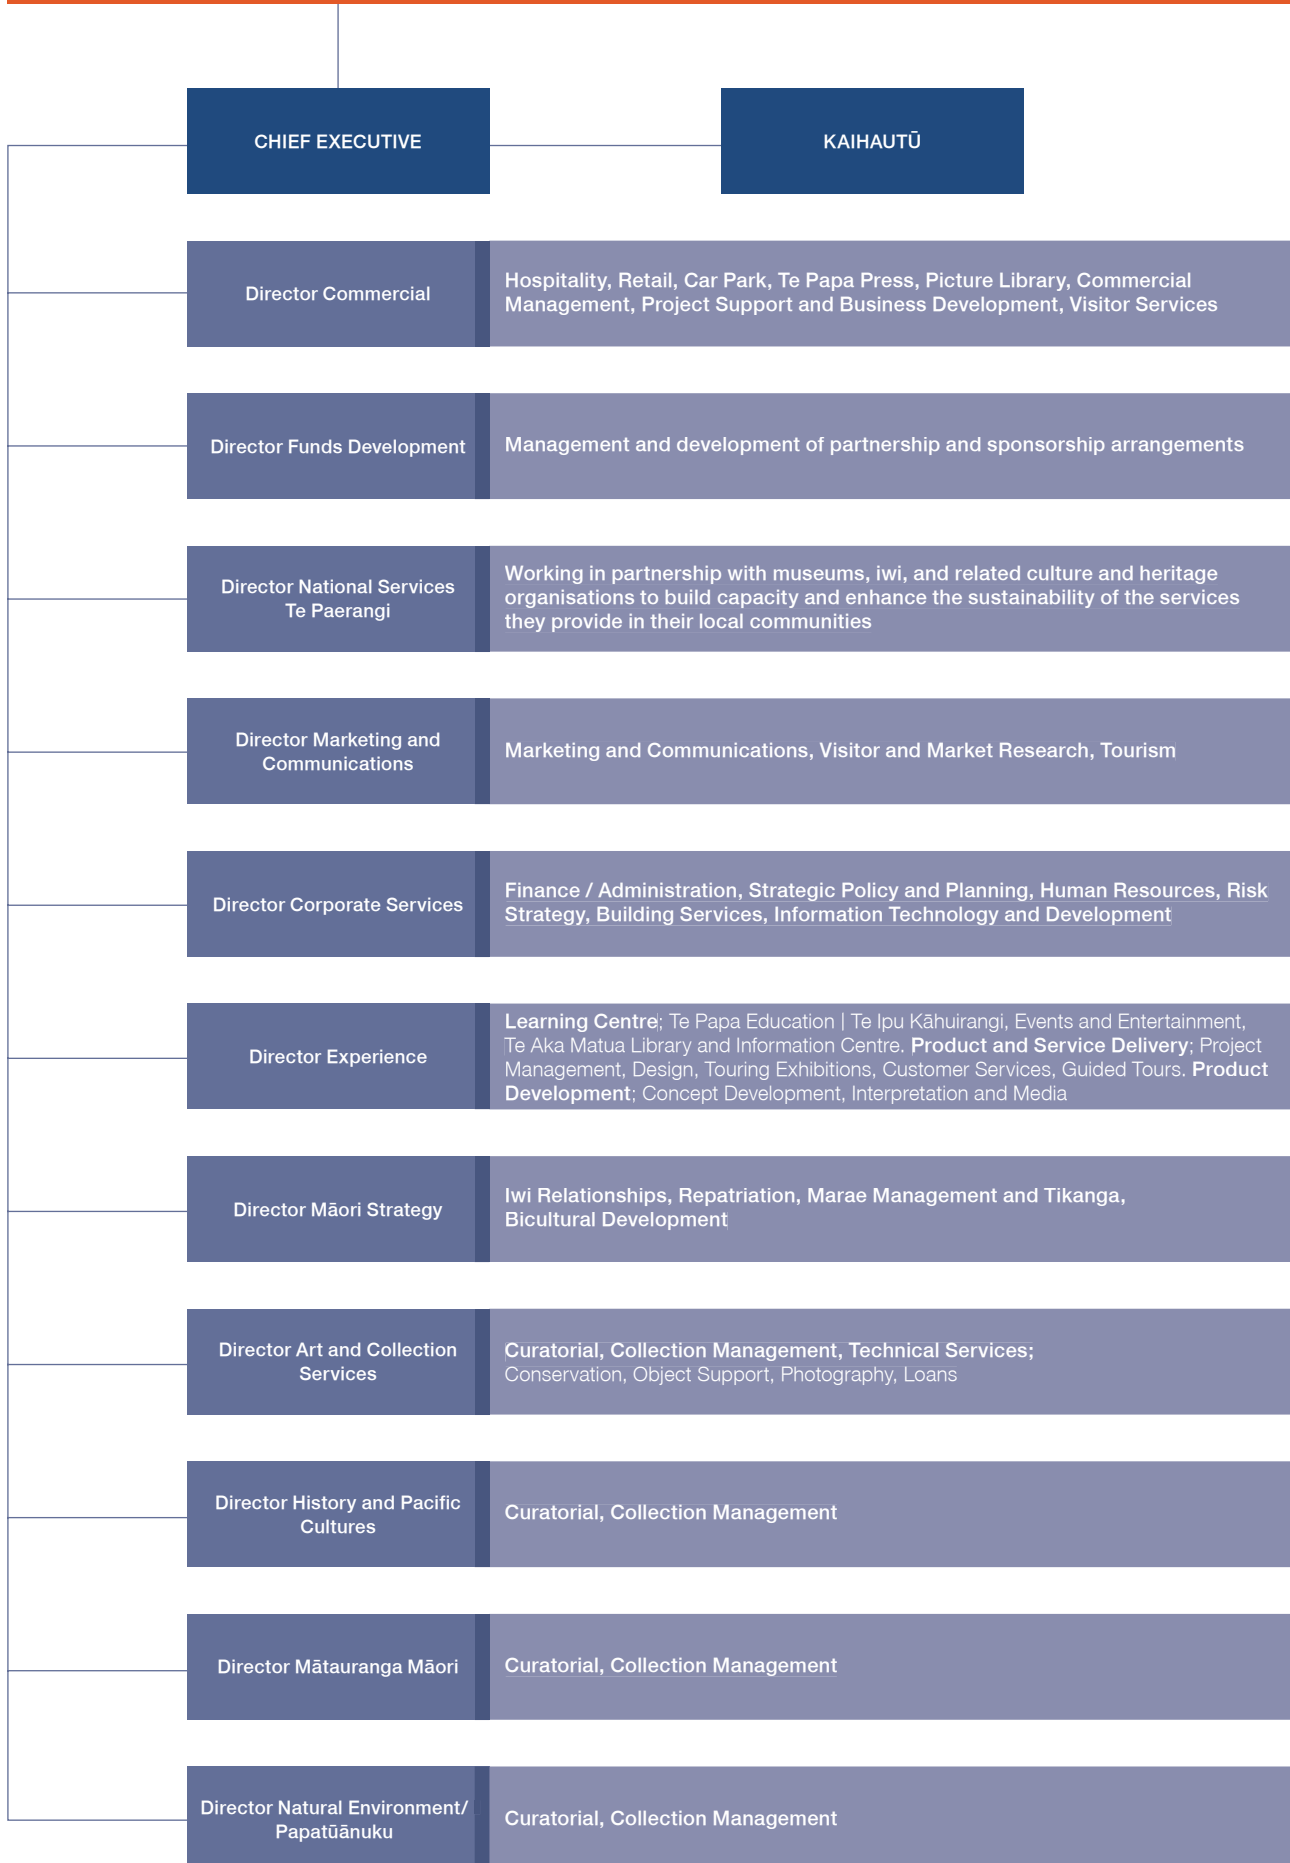 CHIEF EXECUTIVE
KAIHAUTŪ
Director Commercial
Hospitality, Retail, Car Park, Te Papa Press, Picture Library, Commercial
Management, Project Support and Business Development, Visitor Services
Director Funds Development
Management and development of partnership and sponsorship arrangements
Director National Services
Te Paerangi
Working in partnership with museums, iwi, and related culture and heritage
organisations to build capacity and enhance the sustainability of the services
they provide in their local communities
Director Marketing and
Communications
Marketing and Communications, Visitor and Market Research, Tourism
Director Corporate Services
Finance / Administration, Strategic Policy and Planning, Human Resources, Risk
Strategy, Building Services, Information Technology and Development
Director Experience
Learning Centre; Te Papa Education | Te Ipu Kāhuirangi, Events and Entertainment,
Te Aka Matua Library and Information Centre. Product and Service Delivery; Project
Management, Design, Touring Exhibitions, Customer Services, Guided Tours. Product
Development; Concept Development, Interpretation and Media
Director Māori Strategy
Iwi Relationships, Repatriation, Marae Management and Tikanga,
Bicultural Development
Director Art and Collection
Services
Curatorial, Collection Management, Technical Services;
Conservation, Object Support, Photography, Loans
Director History and Pacific
Cultures
Curatorial, Collection Management
Director Mātauranga Māori
Curatorial, Collection Management
Director Natural Environment/
Papatūānuku
Curatorial, Collection Management